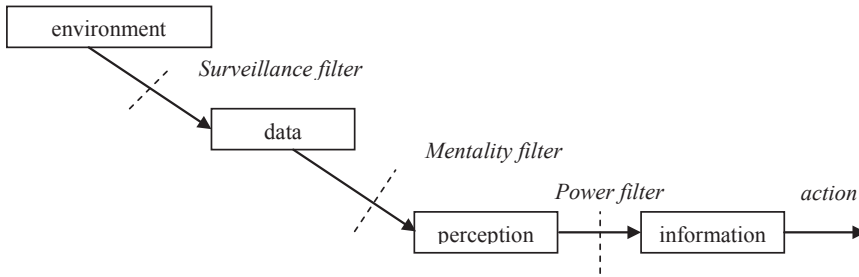 environment
Surveillance filter
data
Mentality filter
Power filter
action
perception
information